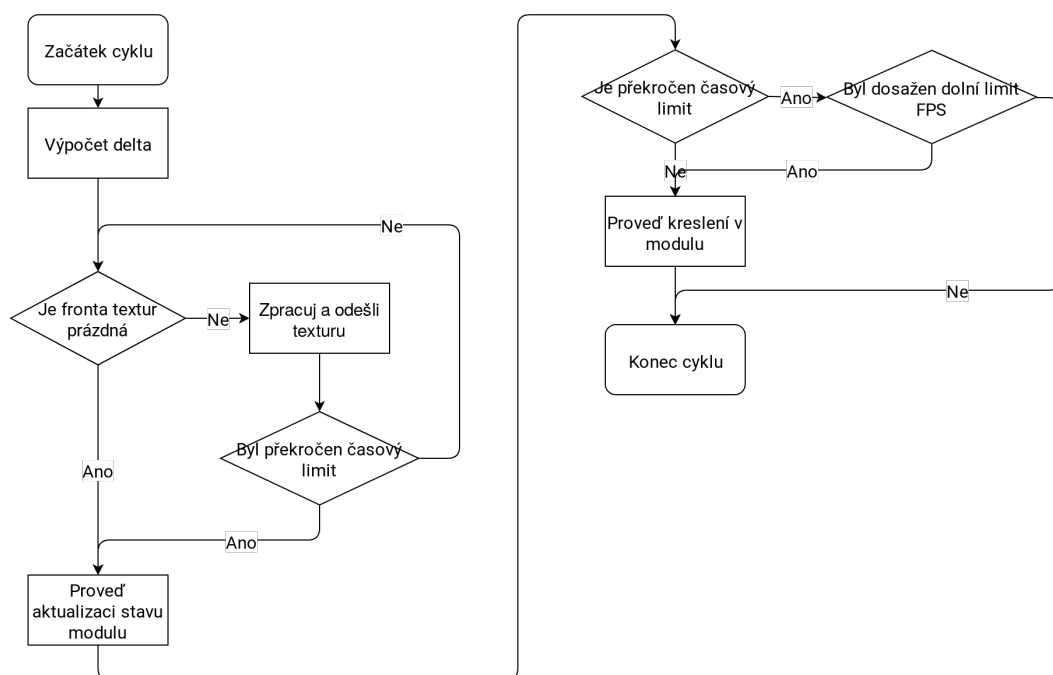 Začátek cyklu
Výpočet delta
Ne
Je fronta textur
prázdná
Ne
Zpracuj a odešli
texturu
Byl překročen časový
limit
Ano
Ano
Proveď
aktualizaci stavu
modulu
Je překročen časový
limit
Ano
Byl dosažen dolní limit
FPS
Ne
Ano
Proveď kreslení v
modulu
Ne
Konec cyklu